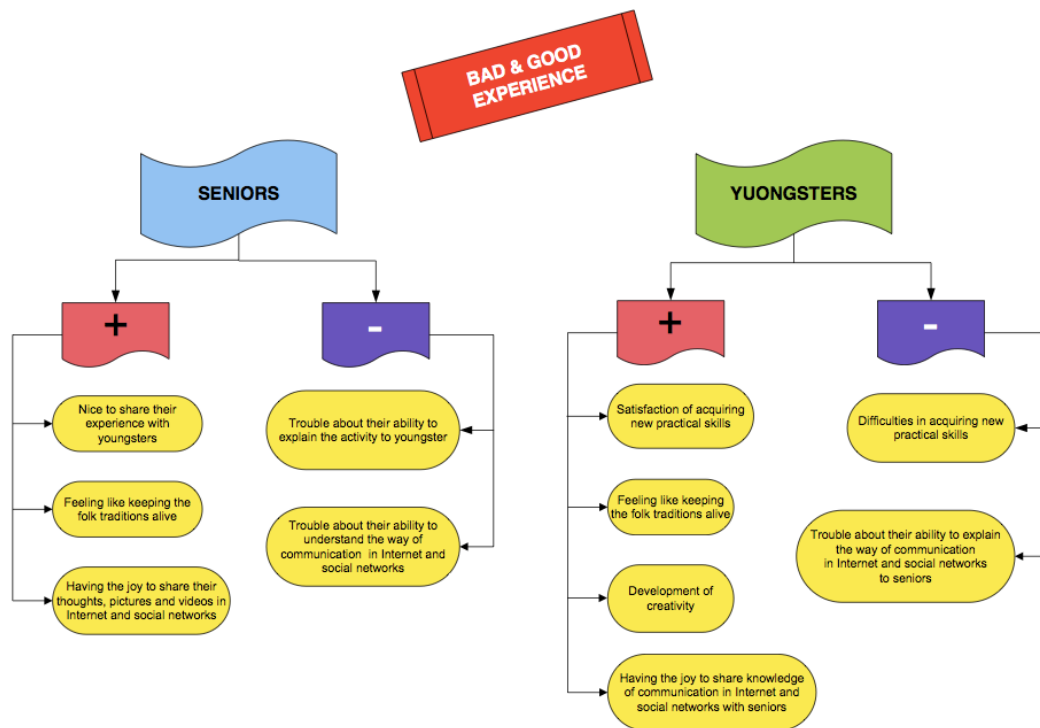 BAD & GOOD
EXPERIENCE
SENIORS
+
Nice to share their
experience with
youngsters
Feeling like keeping the
folk traditions alive
Having the joy to share their
thoughts, pictures and videos in
Internet and social networks
-
Trouble about their ability to
explain the activity to youngster
Trouble about their ability to
understand the way of
communication in Internet and
social networks
YUONGSTERS
+
Satisfaction of acquiring
new practical skills
Feeling like keeping
the folk traditions alive
Development of
creativity
Having the joy to share knowledge
of communication in Internet and
social networks with seniors
-
Difficulties in acquiring new
practical skills
Trouble about their ability to explain
the way of communication
in Internet and social networks
to seniors